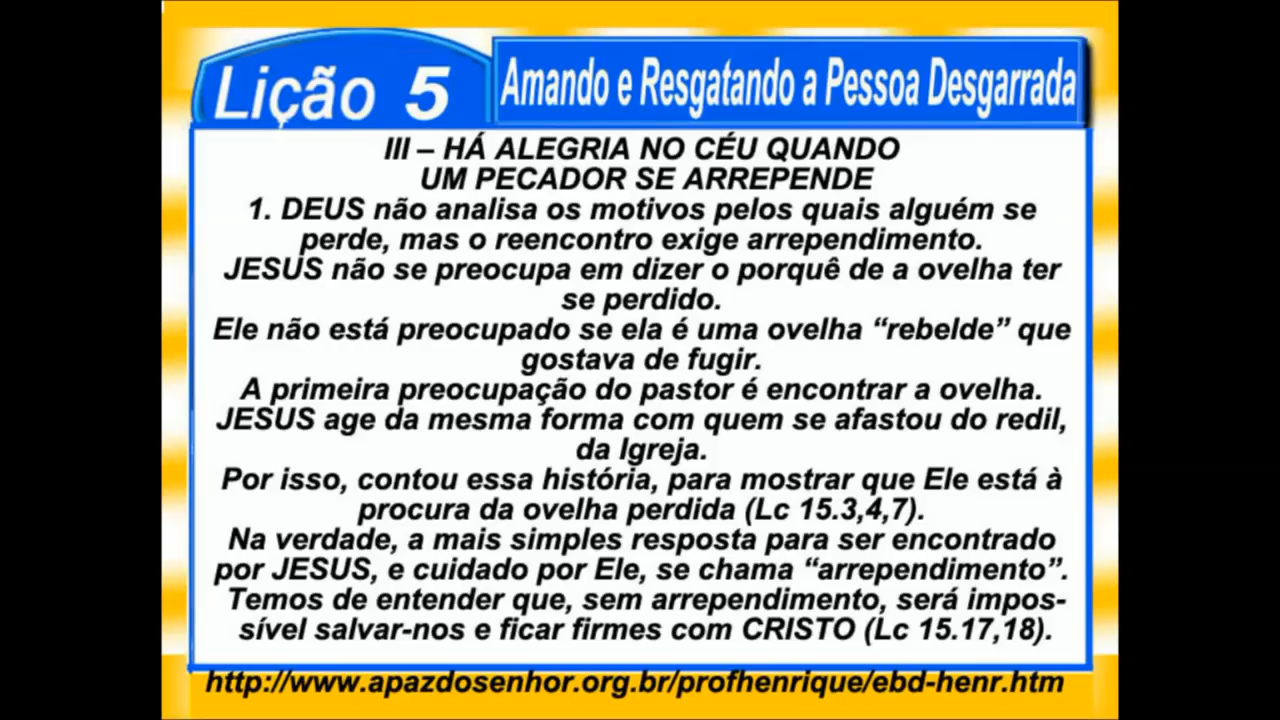 Lição 5
Amando e Resgatando a Pessoa Desgarrada
III – HÁ ALEGRIA NO CÉU QUANDO
UM PECADOR SE ARREPENDE
1. DEUS não analisa os motivos pelos quais alguém se
perde, mas o reencontro exige arrependimento.
JESUS não se preocupa em dizer o porquê de a ovelha ter
se perdido.
Ele não está preocupado se ela é uma ovelha “rebelde” que
gostava de fugir.
A primeira preocupação do pastor é encontrar a ovelha.
JESUS age da mesma forma com quem se afastou do redil,
da Igreja.
Por isso, contou essa história, para mostrar que Ele está à
procura da ovelha perdida (Lc 15.3,4,7).
Na verdade, a mais simples resposta para ser encontrado
por JESUS, e cuidado por Ele, se chama “arrependimento”.
Temos de entender que, sem arrependimento, será impos-
sível salvar-nos e ficar firmes com CRISTO (Lc 15.17,18).
http://www.apazdosenhor.org.br/profhenrique/ebd-henr.htm